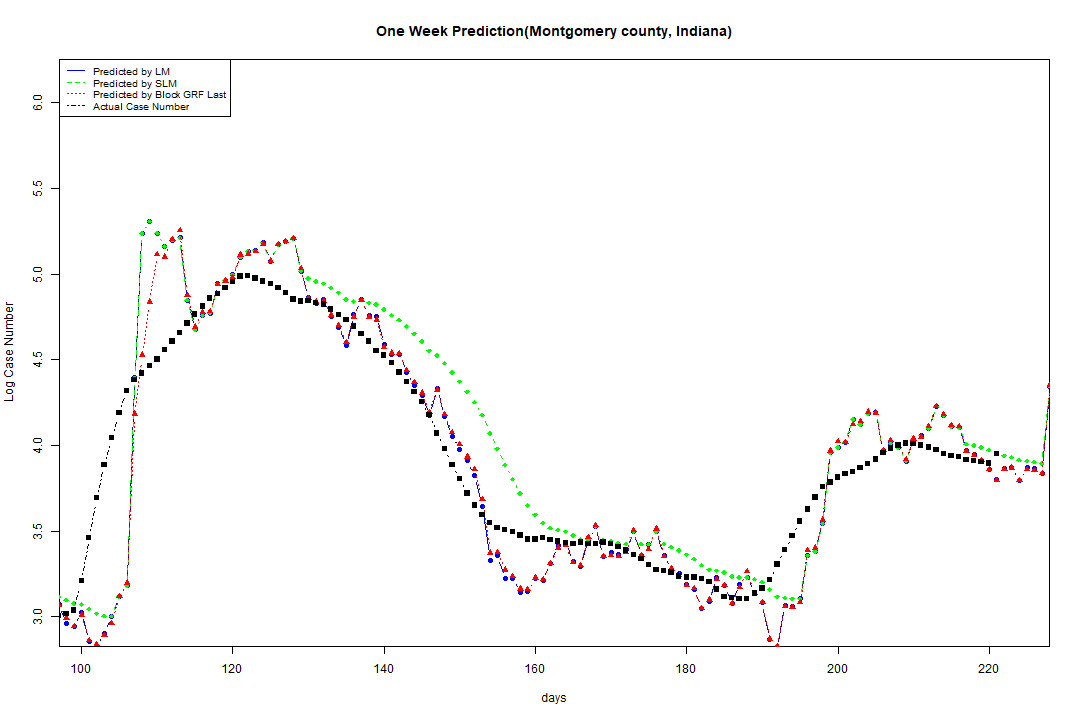 One Week Prediction(Montgomery county, Indiana)
Predicted by LM
Predicted by SLM
Predicted by Block GRF Last
Actual Case Number
6.0
5.5
5.0
4.5
4.0
3.5
3.0
Log Case Number
100 120 140 160 180 200 220
days